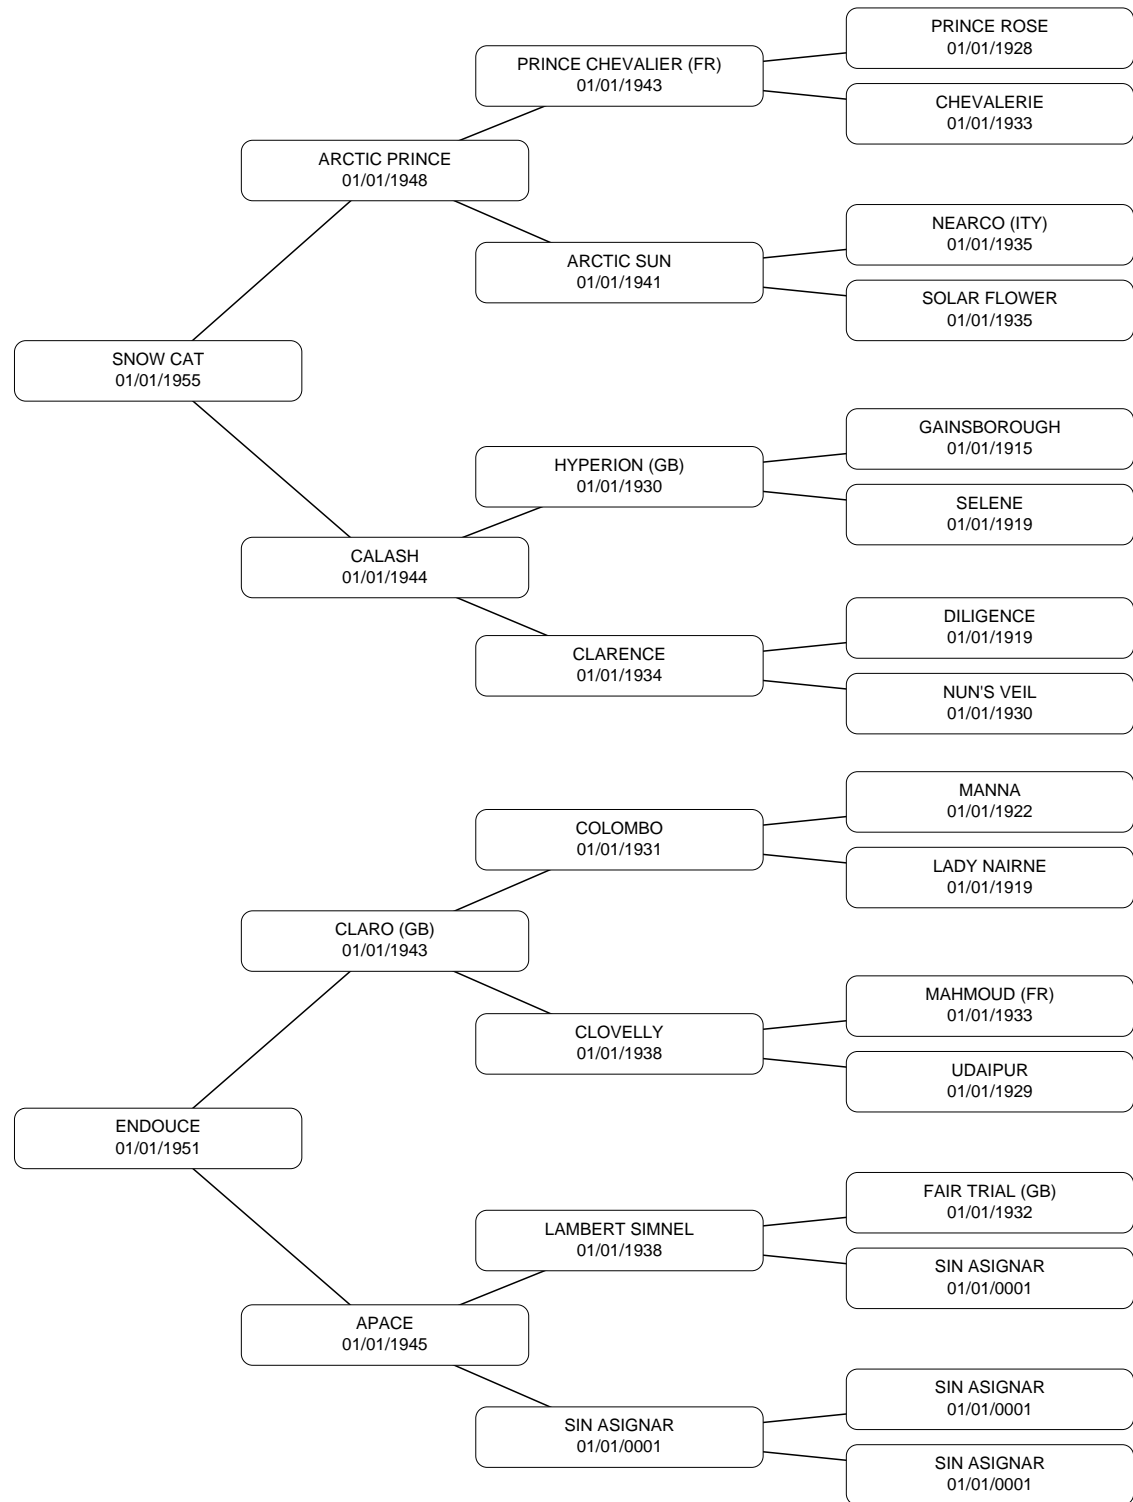 PRINCE ROSE
01/01/1928
PRINCE CHEVALIER (FR)
01/01/1943
CHEVALERIE
01/01/1933
ARCTIC PRINCE
01/01/1948
NEARCO (ITY)
01/01/1935
ARCTIC SUN
01/01/1941
SOLAR FLOWER
01/01/1935
SNOW CAT
01/01/1955
GAINSBOROUGH
01/01/1915
HYPERION (GB)
01/01/1930
SELENE
01/01/1919
CALASH
01/01/1944
DILIGENCE
01/01/1919
CLARENCE
01/01/1934
NUN'S VEIL
01/01/1930
MANNA
01/01/1922
COLOMBO
01/01/1931
LADY NAIRNE
01/01/1919
CLARO (GB)
01/01/1943
MAHMOUD (FR)
01/01/1933
CLOVELLY
01/01/1938
UDAIPUR
01/01/1929
ENDOUCE
01/01/1951
FAIR TRIAL (GB)
01/01/1932
LAMBERT SIMNEL
01/01/1938
SIN ASIGNAR
01/01/0001
APACE
01/01/1945
SIN ASIGNAR
01/01/0001
SIN ASIGNAR
01/01/0001
SIN ASIGNAR
01/01/0001